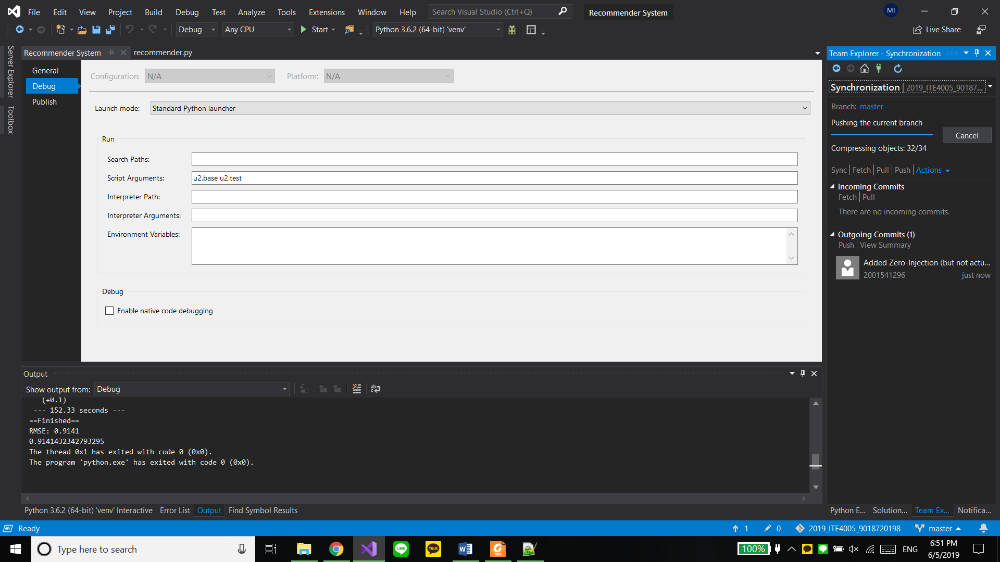 File Edit View Project Build Debug Test Analyze Tools Extensions Window Help Search Visual Studio (Ctrl+Q) Recommender System MI
Debug Any CPU Start Python 3.6.2 (64-bit) 'venv' Live Share
Server Explorer
Toolbox
Recommender System recommender.py
General
Debug
Publish
Configuration: N/A Platform: N/A
Launch mode: Standard Python launcher
Run
Search Paths:
Script Arguments: u2.base u2.test
Interpreter Path:
Interpreter Arguments:
Environment Variables:
Debug
Enable native code debugging
Team Explorer - Synchronization
Synchronization | 2019_ITE4005_90187...
Branch: master
Pushing the current branch
Cancel
Compressing objects: 32/34
Sync Fetch Pull Push Actions
Incoming Commits
Fetch Pull
There are no incoming commits.
Outgoing Commits (1)
Push View Summary
Added Zero-Injection (but not actu...
2001541296 just now
Output
Show output from: Debug
(+0.1)
--- 152.33 seconds ---
==Finished==
RMSE: 0.9141
0.9141432342793295
The thread 0x1 has exited with code 0 (0x0).
The program 'python.exe' has exited with code 0 (0x0).
Python 3.6.2 (64-bit) 'venv' Interactive Error List Output Find Symbol Results
Python E... Solution... Team Ex... Notifica...
Ready 1 0 2019_ITE4005_9018720198 master
Type here to search
LINE
TALK
PDF
100%
ENG
6:51 PM
6/5/2019